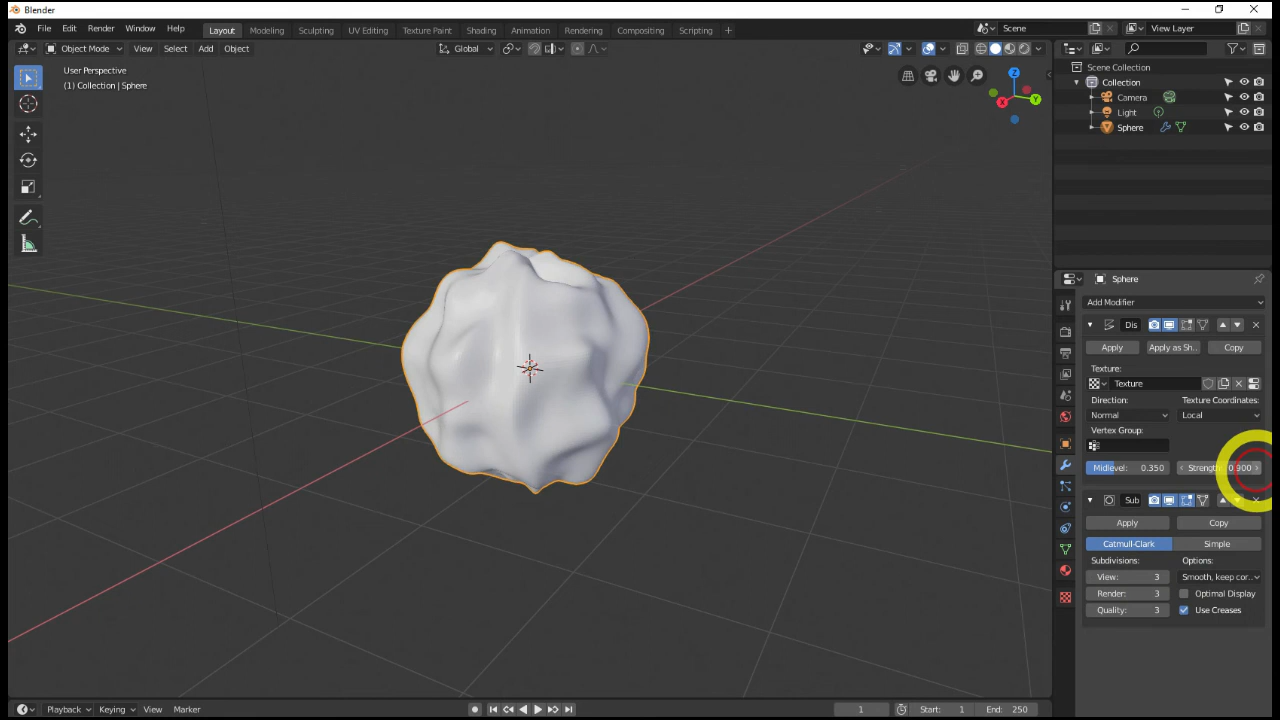 Blender
File Edit Render Window Help Layout Modeling Sculpting UV Editing Texture Paint Shading Animation Rendering Compositing Scripting + Scene View Layer
Object Mode View Select Add Object Global
User Perspective
(1) Collection | Sphere
Z
X Y
Scene Collection
Collection
Camera
Light
Sphere
Sphere
Add Modifier
Dis
Apply Apply as Sh.. Copy
Texture:
Texture
Direction: Texture Coordinates:
Normal Local
Vertex Group:
Midlevel: 0.350 Strength: 0.900
Sub
Apply Copy
Catmull-Clark Simple
Subdivisions: Options:
View: 3 Smooth, keep cor..
Render: 3 Optimal Display
Quality: 3 Use Creases
Playback Keying View Marker 1 Start: 1 End: 250